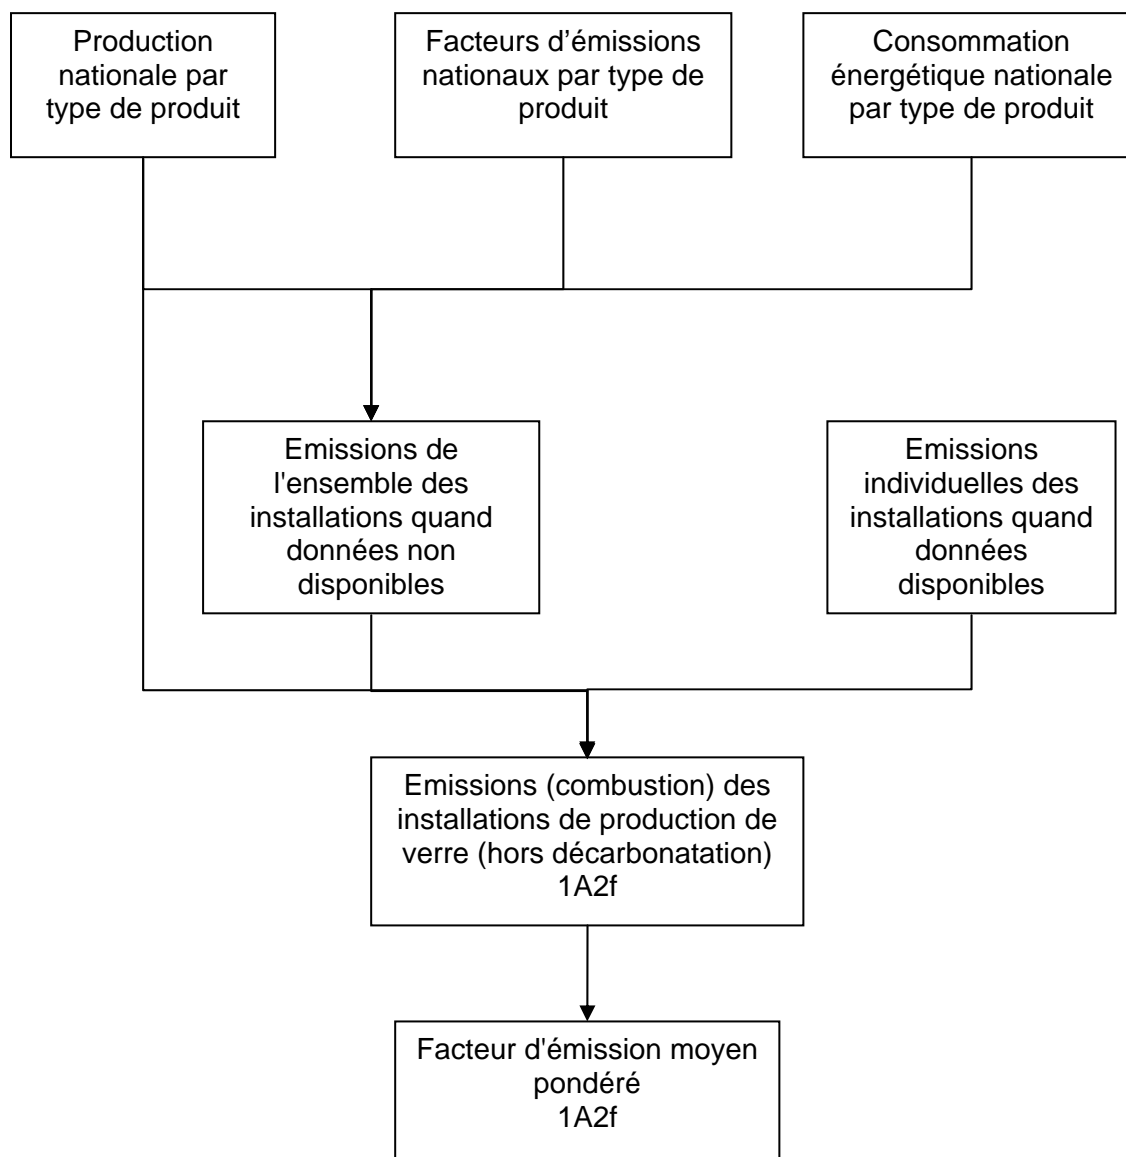 Production
nationale par
type de produit
Facteurs d’émissions
nationaux par type de
produit
Consommation
énergétique nationale
par type de produit
Emissions de
l'ensemble des
installations quand
données non
disponibles
Emissions
individuelles des
installations quand
données
disponibles
Emissions (combustion) des
installations de production de
verre (hors décarbonatation)
1A2f
Facteur d'émission moyen
pondéré
1A2f